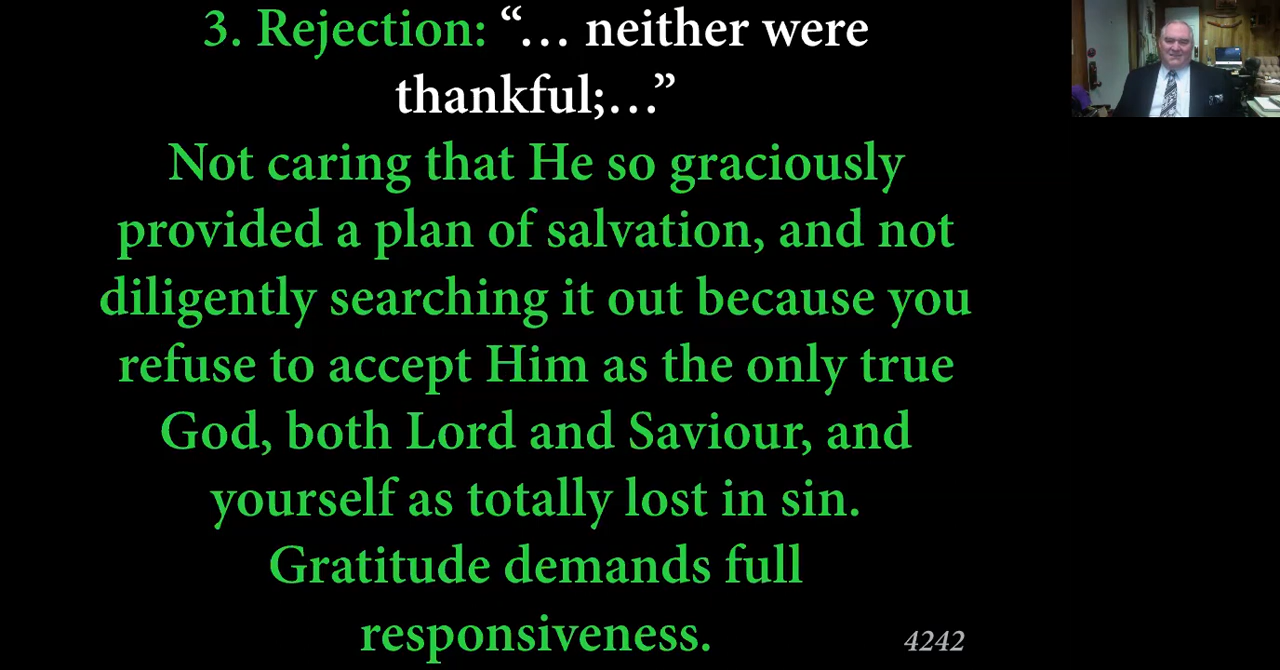 3. Rejection: “… neither were
thankful;…”
Not caring that He so graciously
provided a plan of salvation, and not
diligently searching it out because you
refuse to accept Him as the only true
God, both Lord and Saviour, and
yourself as totally lost in sin.
Gratitude demands full
responsiveness.
4242